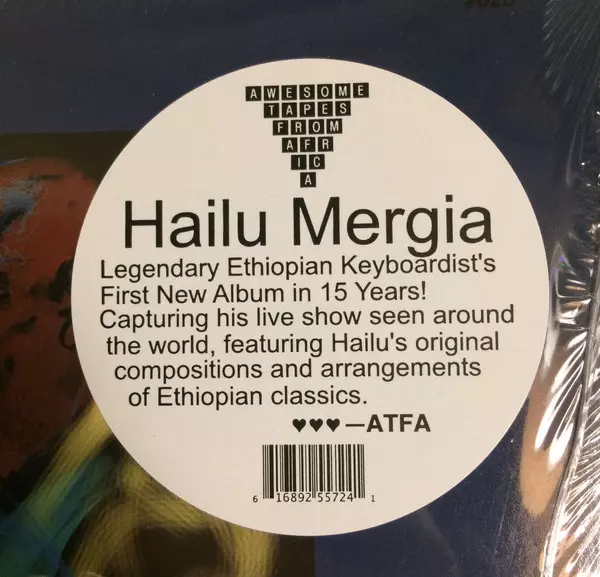 AWESOME
TAPES
FROM
AFR
IC
A
Hailu Mergia
Legendary Ethiopian Keyboardist's
First New Album in 15 Years!
Capturing his live show seen around
the world, featuring Hailu's original
compositions and arrangements
of Ethiopian classics.
♥♥♥—ATFA
6 16892 55724 1